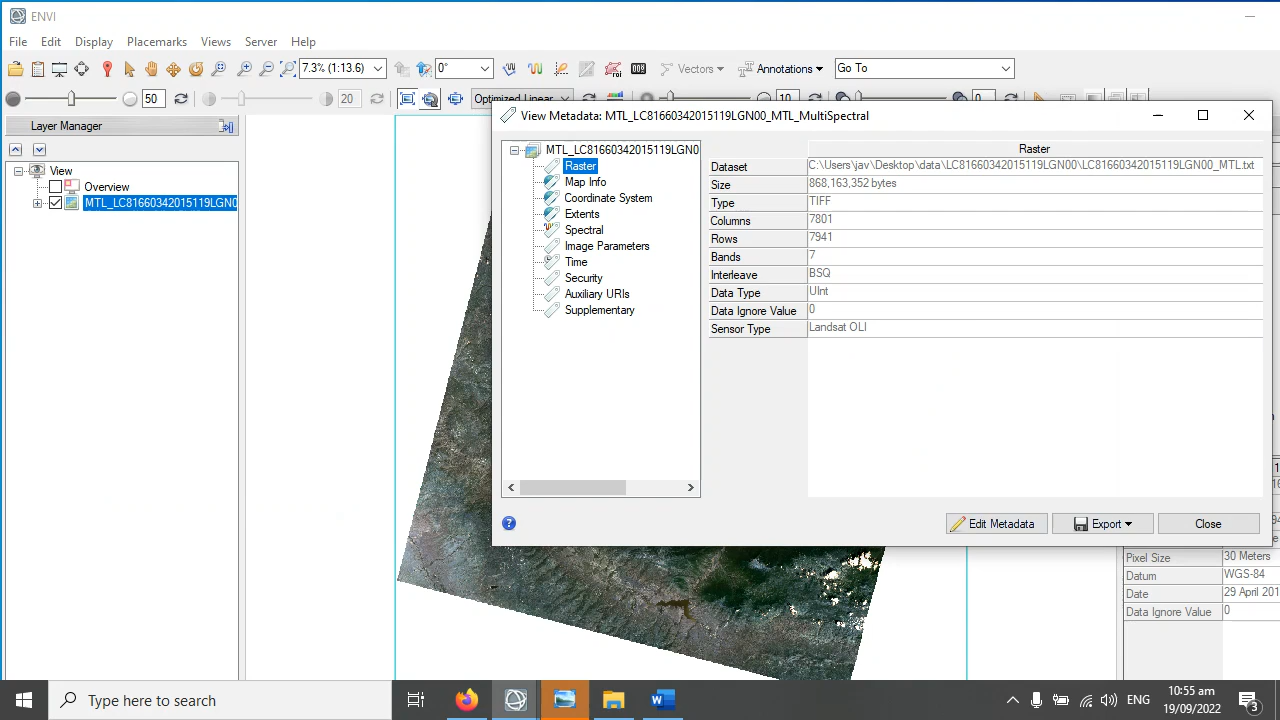 ENVI
File Edit Display Placemarks Views Server Help
7.3% (1:13.6) 0° Vectors Annotations Go To
50 20 Optimized Linear 10 0
Layer Manager
View
Overview
MTL_LC81660342015119LGN0
View Metadata: MTL_LC81660342015119LGN00_MTL_MultiSpectral
MTL_LC81660342015119LGN0
Raster
Map Info
Coordinate System
Extents
Spectral
Image Parameters
Time
Security
Auxiliary URIs
Supplementary
Raster
Dataset C:\Users\jav\Desktop\data\LC81660342015119LGN00\LC81660342015119LGN00_MTL.txt
Size 868,163,352 bytes
Type TIFF
Columns 7801
Rows 7941
Bands 7
Interleave BSQ
Data Type UInt
Data Ignore Value 0
Sensor Type Landsat OLI
Edit Metadata Export Close
Pixel Size 30 Meters
Datum WGS-84
Date 29 April 201
Data Ignore Value 0
Type here to search
ENG
10:55 am
19/09/2022
3